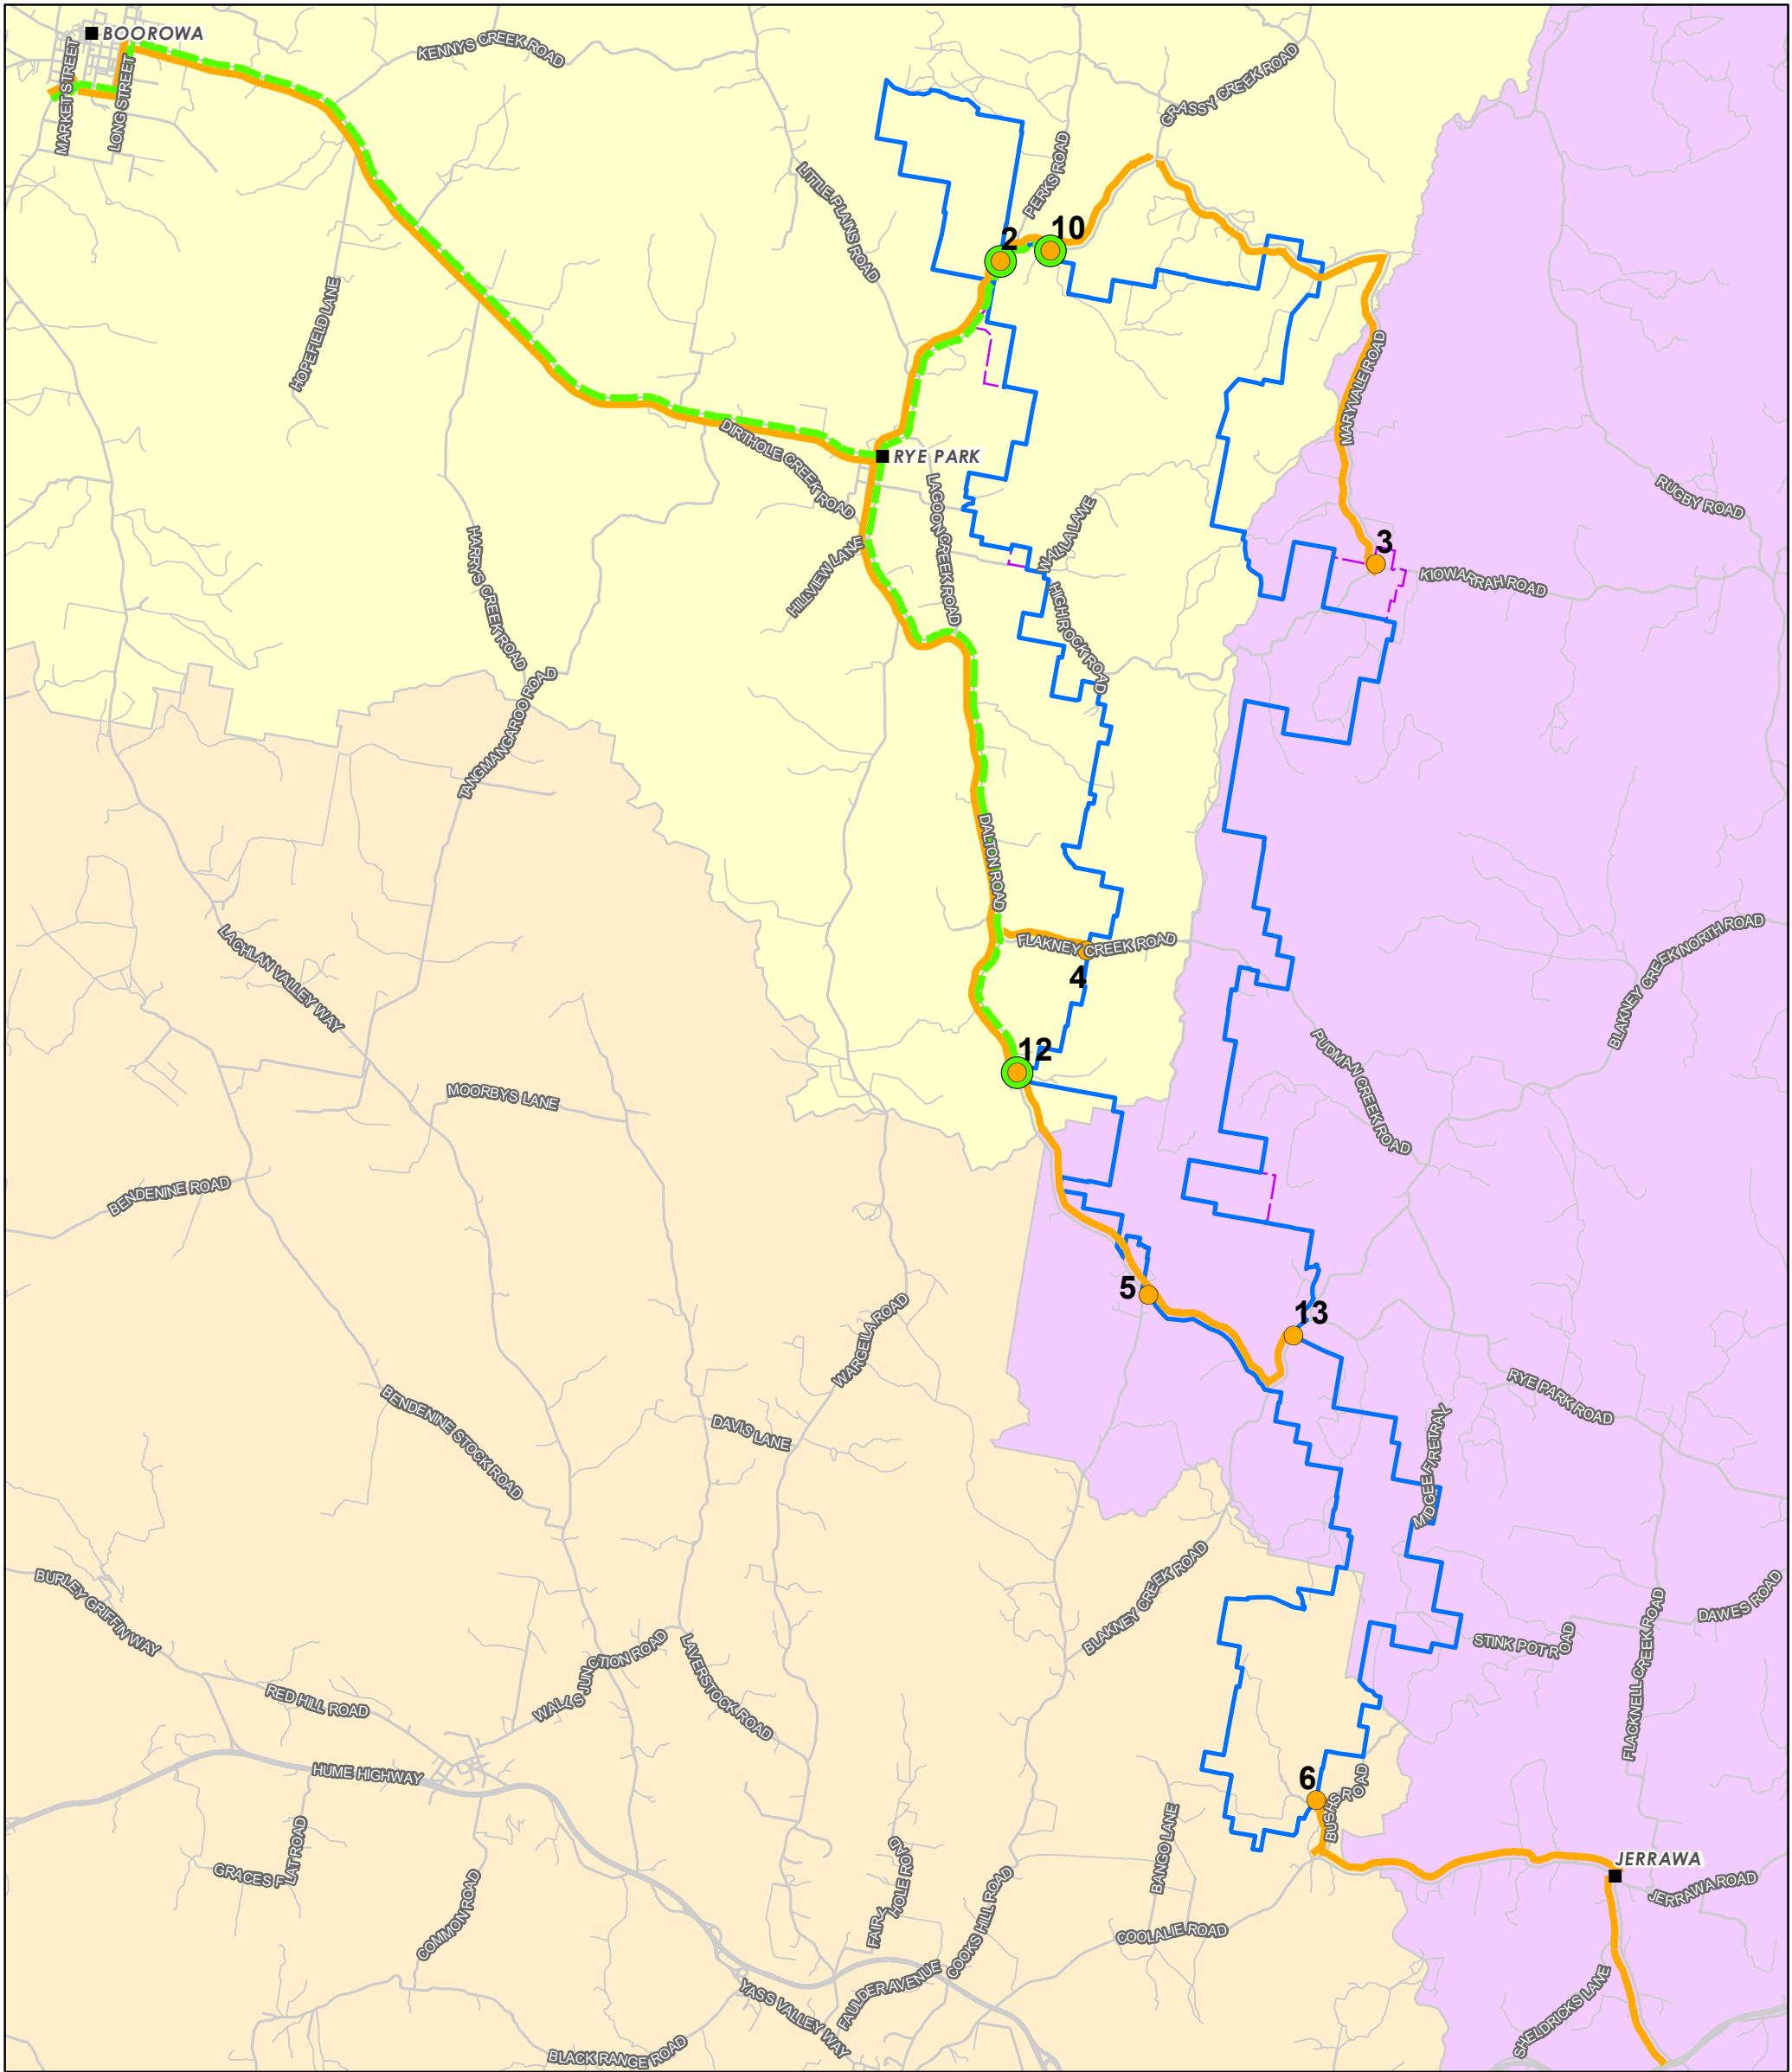 BOOROWA
KENNYS CREEK ROAD
MARKET STREET
LONG STREET
GRASSY CREEK ROAD
PERKS ROAD
LITTLE PLAINS ROAD
2
10
HOPEFIELD LANE
MARYVALE ROAD
DIRTHOLE CREEK ROAD
RYE PARK
LAGOON CREEK ROAD
RUGBY ROAD
WALLA LANE
3
HARRYS CREEK ROAD
HILLVIEW LANE
HIGH ROCK ROAD
KIOWARRAH ROAD
TANGMANGAROO ROAD
DALTON ROAD
LACHLAN VALLEY WAY
FLAKNEY CREEK ROAD
4
BLAKNEY CREEK NORTH ROAD
12
PUDMAN CREEK ROAD
MOORBYS LANE
BENDENINE ROAD
5
13
WARGEILA ROAD
BENDENINE STOCK ROAD
DAVIS LANE
RYE PARK ROAD
MIDGEE FIRETRAY
BURLEY GRIFFIN WAY
BLAKNEY CREEK ROAD
DAWES ROAD
STINK POT ROAD
FLACKNELL CREEK ROAD
WALLS JUNCTION ROAD
LAVERSTOCK ROAD
RED HILL ROAD
HUME HIGHWAY
6
BUSHS ROAD
GRACES FLAT ROAD
BANGO LANE
FAIRY HOLE ROAD
JERRAWA
JERRAWA ROAD
COMMON ROAD
COOKS HILL ROAD
COOLALIE ROAD
FAULDER AVENUE
YASS VALLEY WAY
SHELDRICKS LANE
BLACK RANGE ROAD